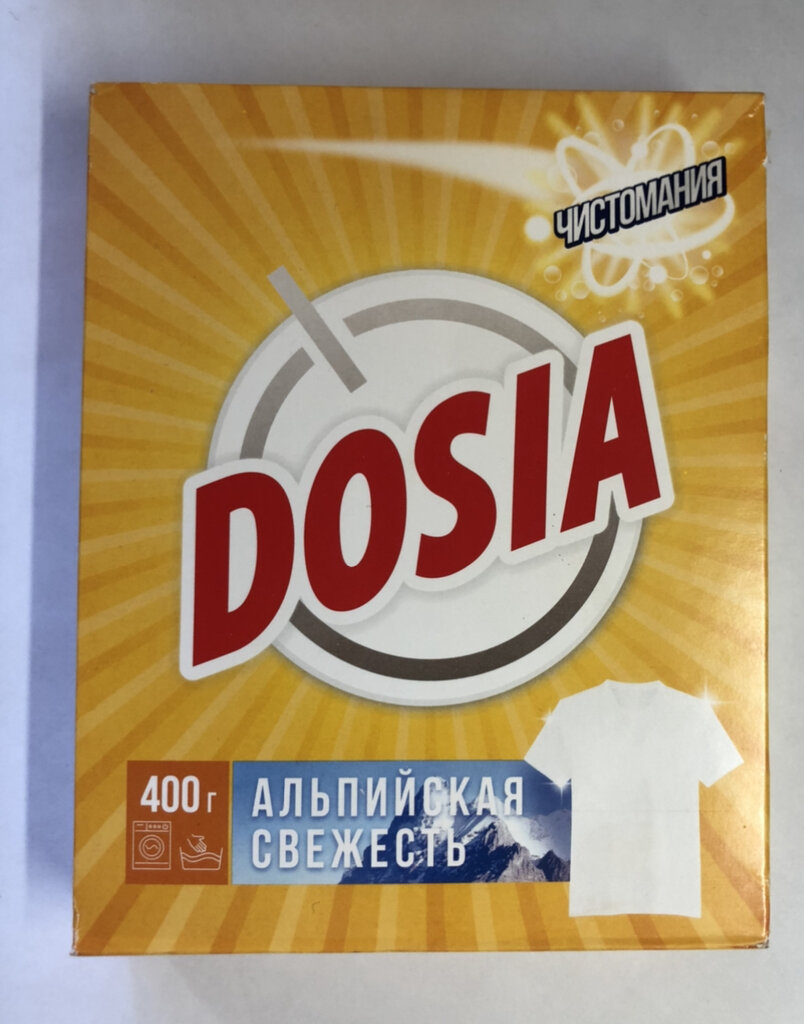 ЧИСТОМАНИЯ
DOSIA
400 г
АЛЬПИЙСКАЯ
СВЕЖЕСТЬ